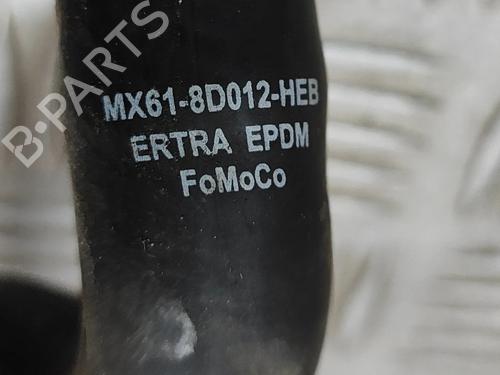 B-PARTS
MX61-8D012-HEB
ERTRA EPDM
FoMoCo